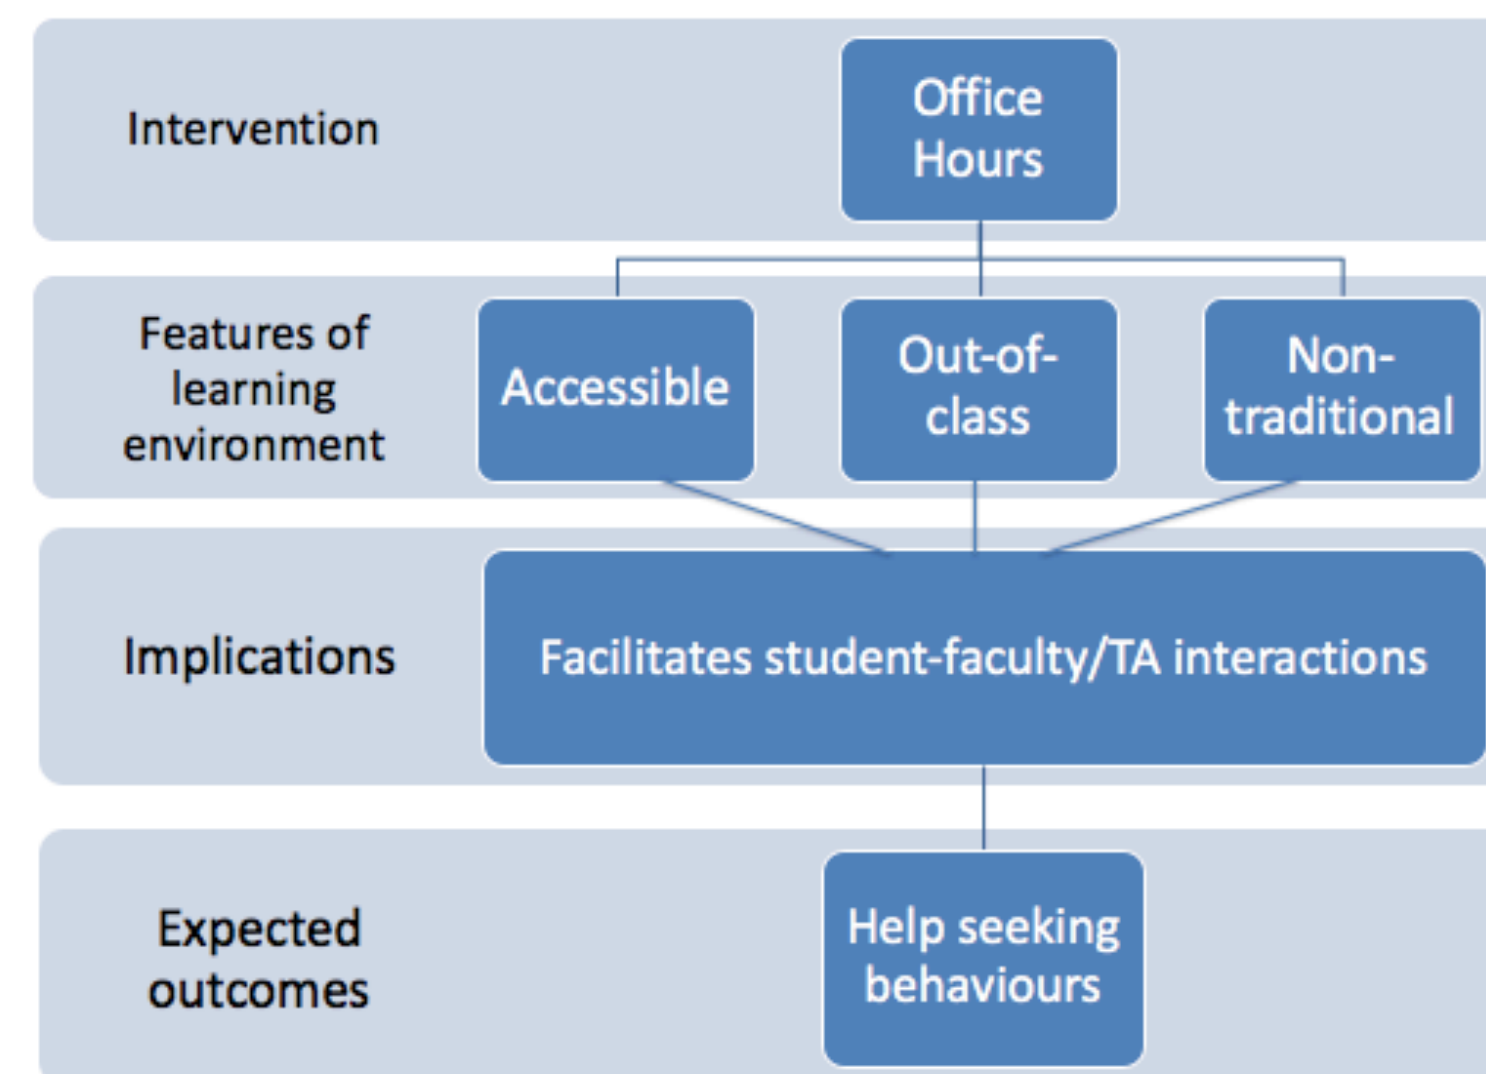 Intervention
Office
Hours
Features of
learning
environment
Accessible
Out-of-
class
Non-
traditional
Implications
Facilitates student-faculty/TA interactions
Expected
outcomes
Help seeking
behaviours